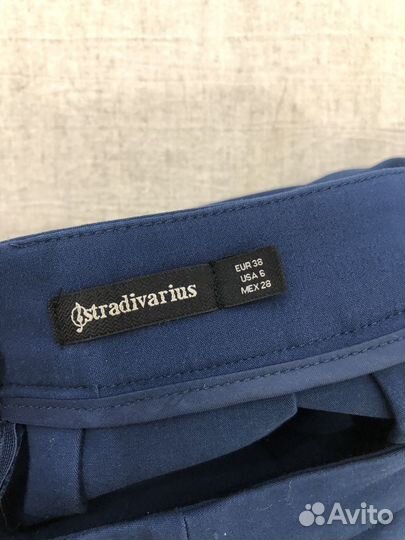 stradivarius
EUR 38
USA 6
MEX 28
Avito